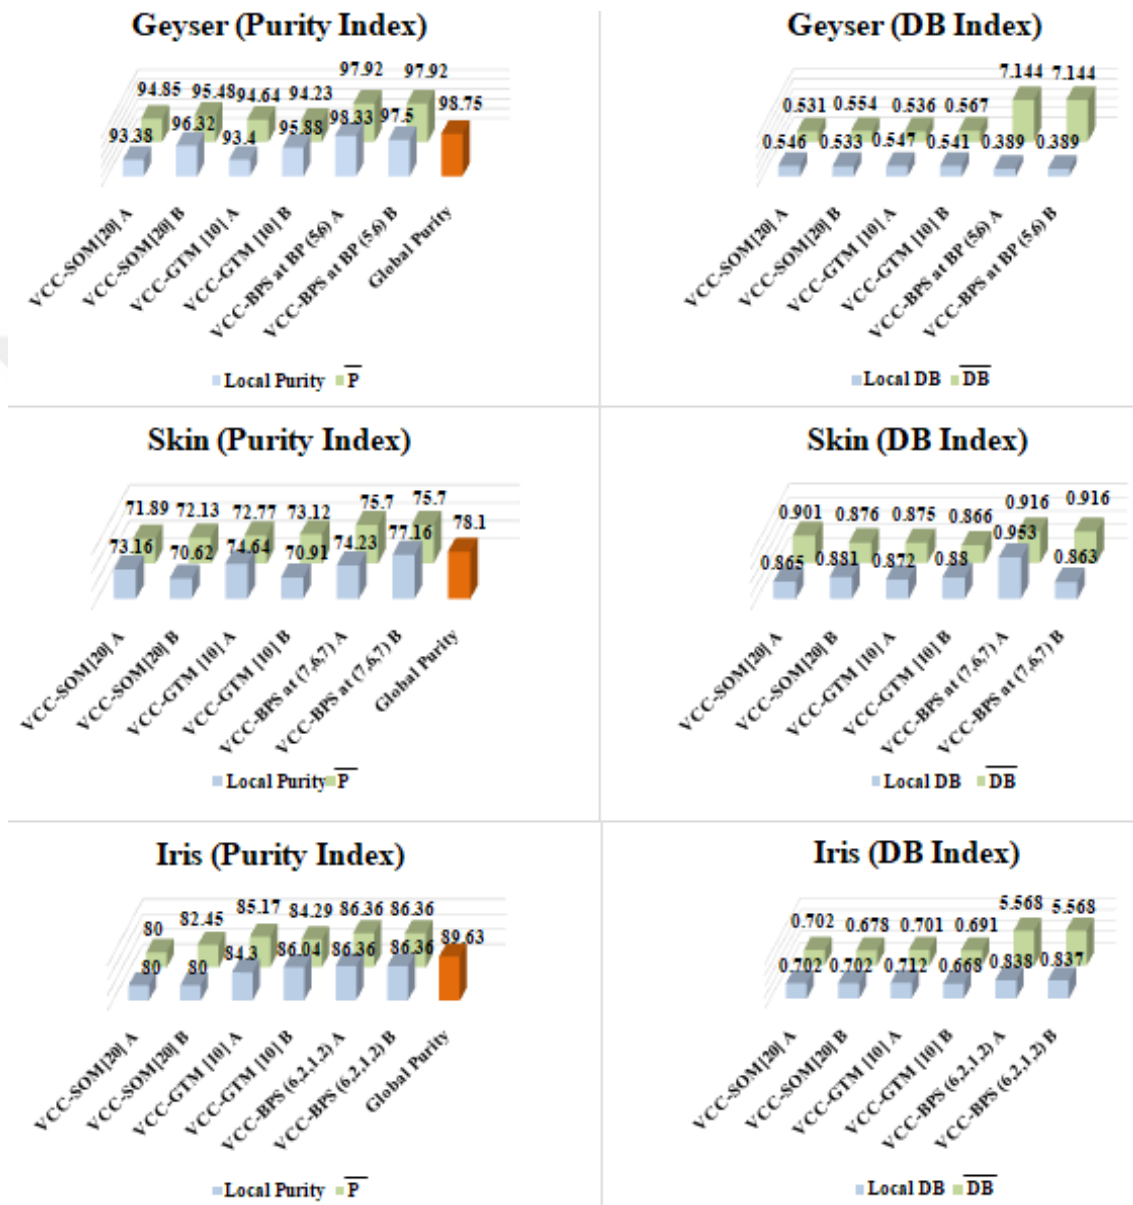 Geyser (Purity Index)
97.92 97.92
94.85 95.48 94.64 94.23 98.75
93.38 96.32 93.4 95.88 98.33 97.5
VCC-SOM[20] A
VCC-SOM[20] B
VCC-GTM [10] A
VCC-GTM [10] B
VCC-BPS at BP (5,6) A
VCC-BPS at BP (5,6) B
Global Purity
Local Purity P
Geyser (DB Index)
7.144 7.144
0.531 0.554 0.536 0.567
0.546 0.533 0.547 0.541 0.389 0.389
VCC-SOM[20] A
VCC-SOM[20] B
VCC-GTM [10] A
VCC-GTM [10] B
VCC-BPS at BP (5,6) A
VCC-BPS at BP (5,6) B
Local DB DB
Skin (Purity Index)
71.89 72.13 72.77 73.12 75.7 75.7
73.16 70.62 74.64 70.91 74.23 77.16 78.1
VCC-SOM[20] A
VCC-SOM[20] B
VCC-GTM [10] A
VCC-GTM [10] B
VCC-BPS at (7,6,7) A
VCC-BPS at (7,6,7) B
Global Purity
Local Purity P
Skin (DB Index)
0.901 0.876 0.875 0.866 0.916 0.916
0.865 0.881 0.872 0.88 0.953 0.863
VCC-SOM[20] A
VCC-SOM[20] B
VCC-GTM [10] A
VCC-GTM [10] B
VCC-BPS at (7,6,7) A
VCC-BPS at (7,6,7) B
Local DB DB
Iris (Purity Index)
80 82.45 85.17 84.29 86.36 86.36
80 80 84.3 86.04 86.36 86.36 89.63
VCC-SOM[20] A
VCC-SOM[20] B
VCC-GTM [10] A
VCC-GTM [10] B
VCC-BPS (6,2,1,2) A
VCC-BPS (6,2,1,2) B
Global Purity
Local Purity P
Iris (DB Index)
0.702 0.678 0.701 0.691 5.568 5.568
0.702 0.702 0.712 0.668 0.838 0.837
VCC-SOM[20] A
VCC-SOM[20] B
VCC-GTM [10] A
VCC-GTM [10] B
VCC-BPS (6,2,1,2) A
VCC-BPS (6,2,1,2) B
Local DB DB